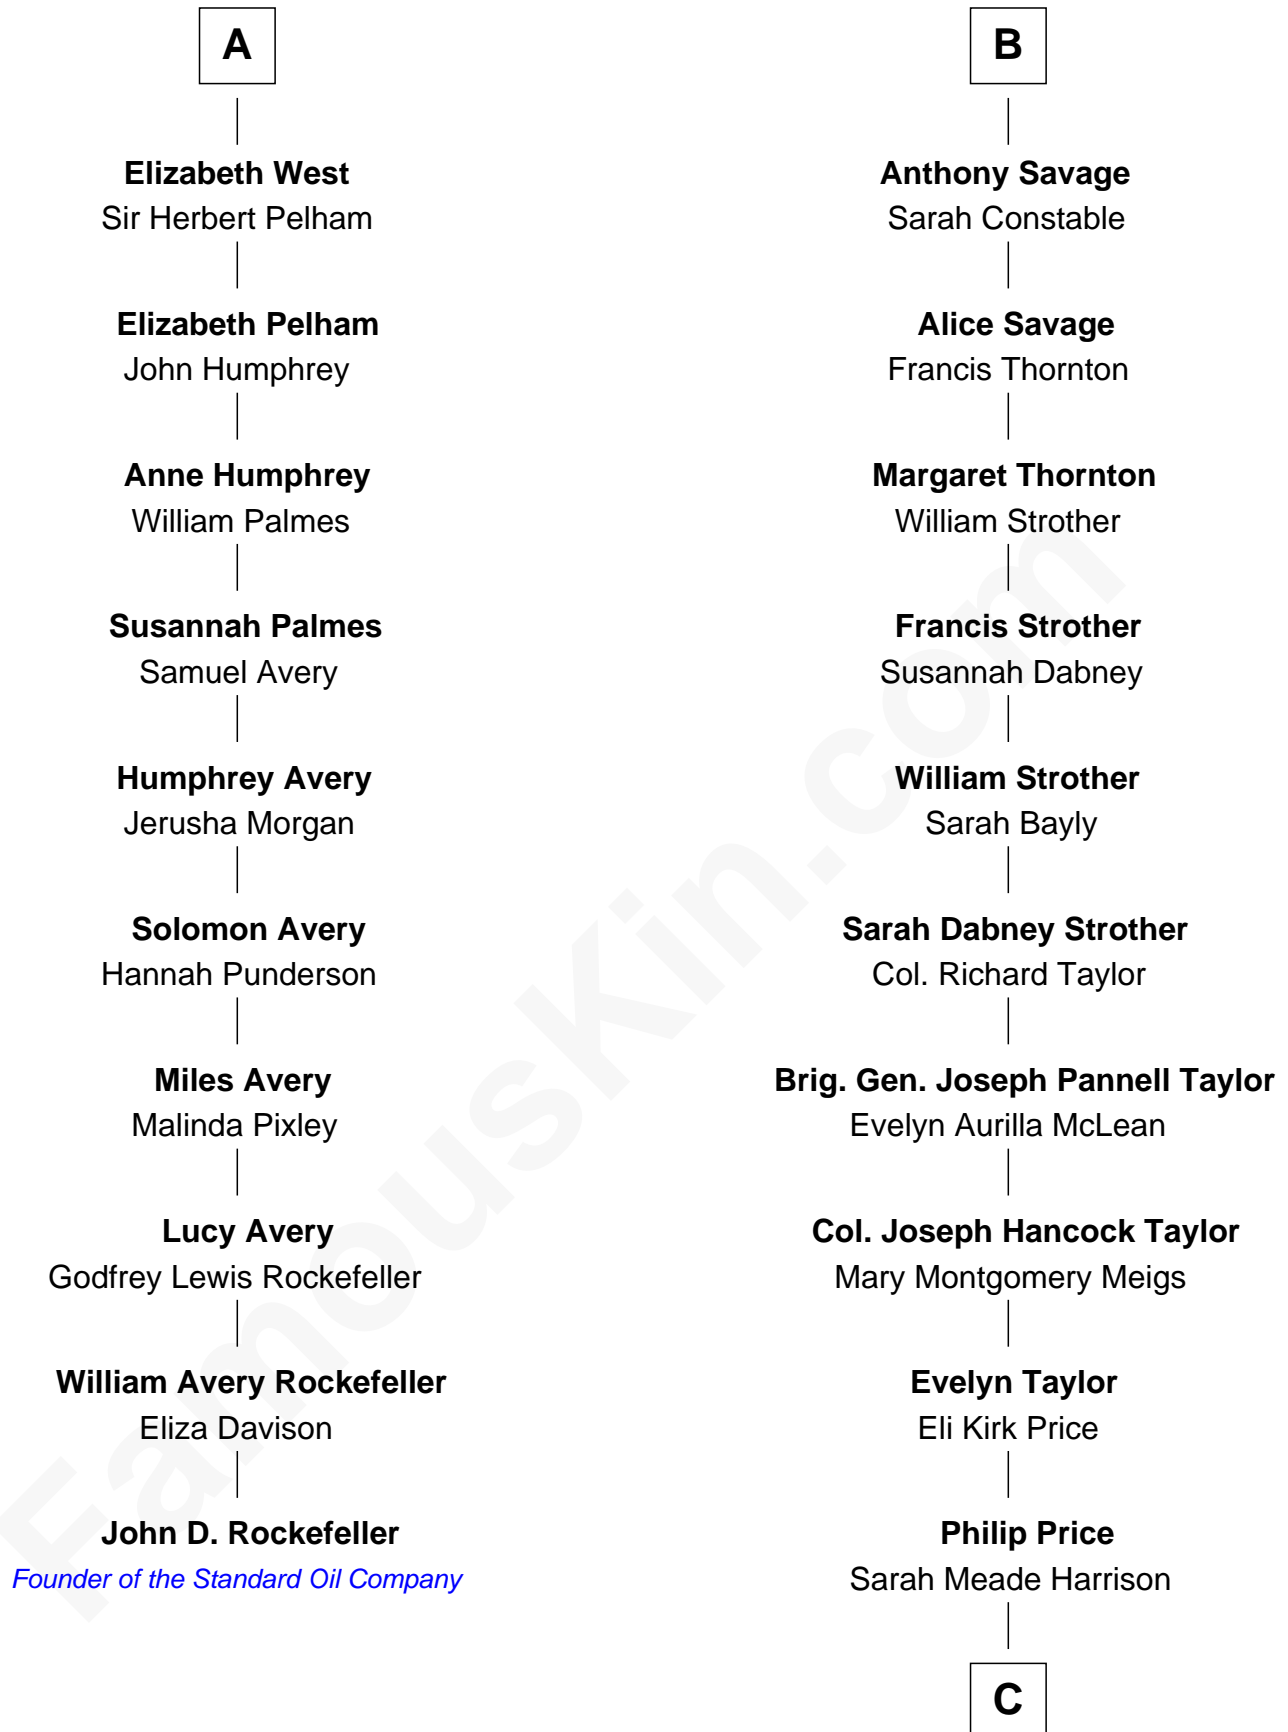 A
Elizabeth West
Sir Herbert Pelham
Elizabeth Pelham
John Humphrey
Anne Humphrey
William Palmes
Susannah Palmes
Samuel Avery
Humphrey Avery
Jerusha Morgan
Solomon Avery
Hannah Punderson
Miles Avery
Malinda Pixley
Lucy Avery
Godfrey Lewis Rockefeller
William Avery Rockefeller
Eliza Davison
John D. Rockefeller
Founder of the Standard Oil Company
B
Anthony Savage
Sarah Constable
Alice Savage
Francis Thornton
Margaret Thornton
William Strother
Francis Strother
Susannah Dabney
William Strother
Sarah Bayly
Sarah Dabney Strother
Col. Richard Taylor
Brig. Gen. Joseph Pannell Taylor
Evelyn Aurilla McLean
Col. Joseph Hancock Taylor
Mary Montgomery Meigs
Evelyn Taylor
Eli Kirk Price
Philip Price
Sarah Meade Harrison
C
FamousKin.com